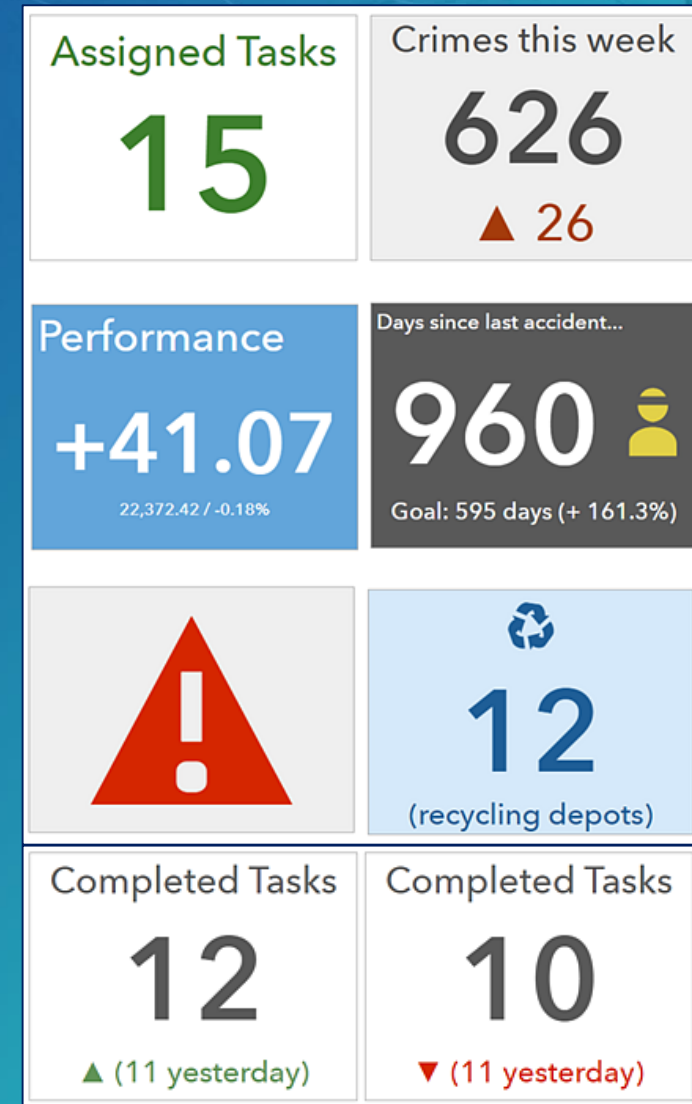 Assigned Tasks
15
Crimes this week
626
▲ 26
Performance
+41.07
22,372.42 / -0.18%
Days since last accident...
960
Goal: 595 days (+ 161.3%)
!
12
(recycling depots)
Completed Tasks
12
▲ (11 yesterday)
Completed Tasks
10
▼ (11 yesterday)